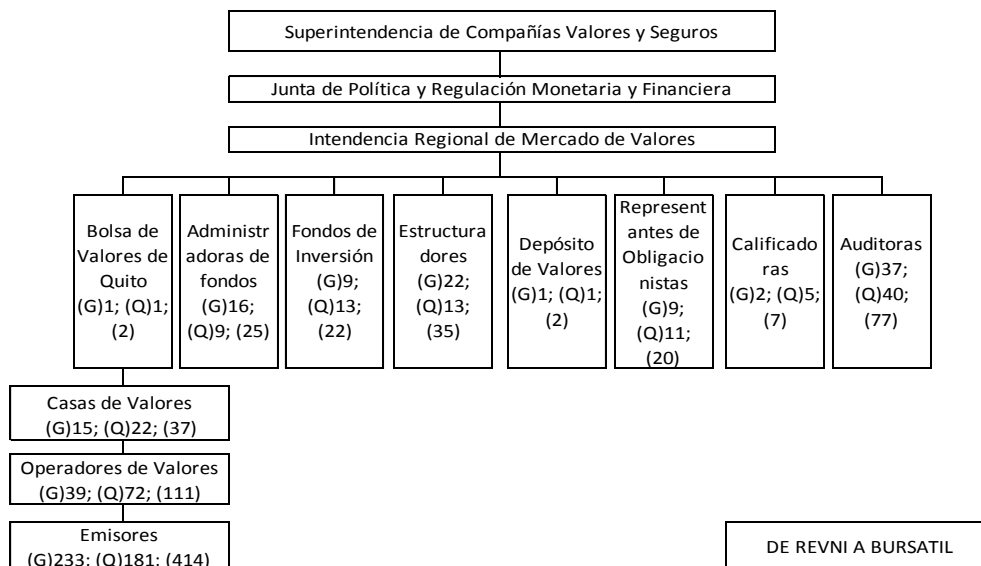 Superintendencia de Compañías Valores y Seguros
Junta de Política y Regulación Monetaria y Financiera
Intendencia Regional de Mercado de Valores
Bolsa de
Valores de
Quito
(G)1; (Q)1;
(2)
Administr
adoras de
fondos
(G)16;
(Q)9; (25)
Fondos de
Inversión
(G)9;
(Q)13;
(22)
Estructura
dores
(G)22;
(Q)13;
(35)
Depósito
de Valores
(G)1; (Q)1;
(2)
Represent
antes de
Obligacio
nistas
(G)9;
(Q)11;
(20)
Calificado
ras
(G)2; (Q)5;
(7)
Auditoras
(G)37;
(Q)40;
(77)
Casas de Valores
(G)15; (Q)22; (37)
Operadores de Valores
(G)39; (Q)72; (111)
Emisores
(G)233; (Q)181; (414)
DE REVNI A BURSATIL